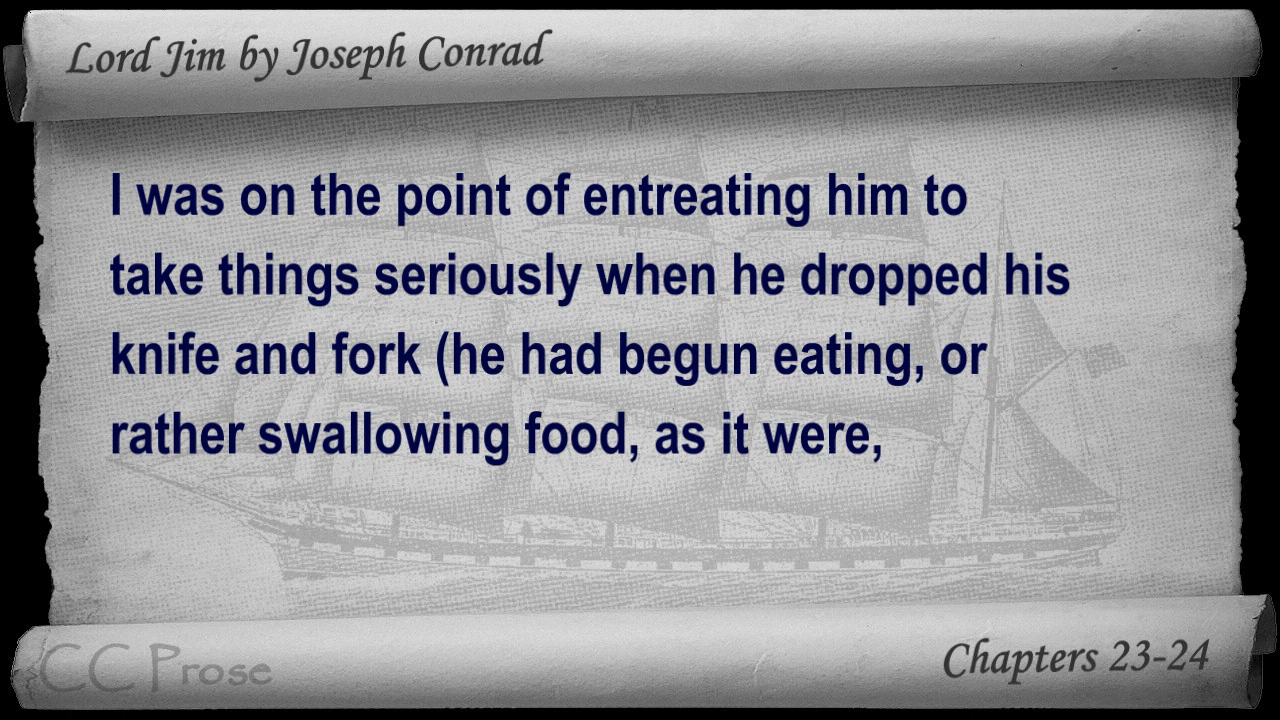 Lord Jim by Joseph Conrad
I was on the point of entreating him to
take things seriously when he dropped his
knife and fork (he had begun eating, or
rather swallowing food, as it were,
CC Prose
Chapters 23-24